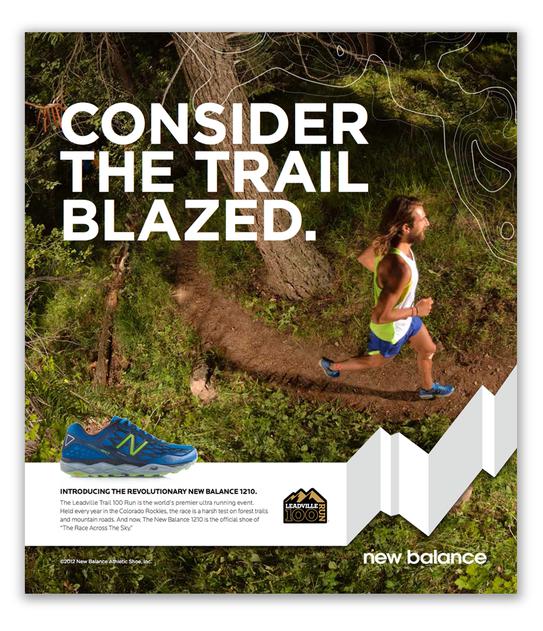 CONSIDER
THE TRAIL
BLAZED.
N
INTRODUCING THE REVOLUTIONARY NEW BALANCE 1210.
The Leadville Trail 100 Run is the world's premier ultra running event.
Held every year in the Colorado Rockies, the race is a harsh test on forest trails
and mountain roads. And now, The New Balance 1210 is the official shoe of
"The Race Across The Sky."
LEADVILLE
100 RUN
©2012 New Balance Athletic Shoe, Inc.
new balance